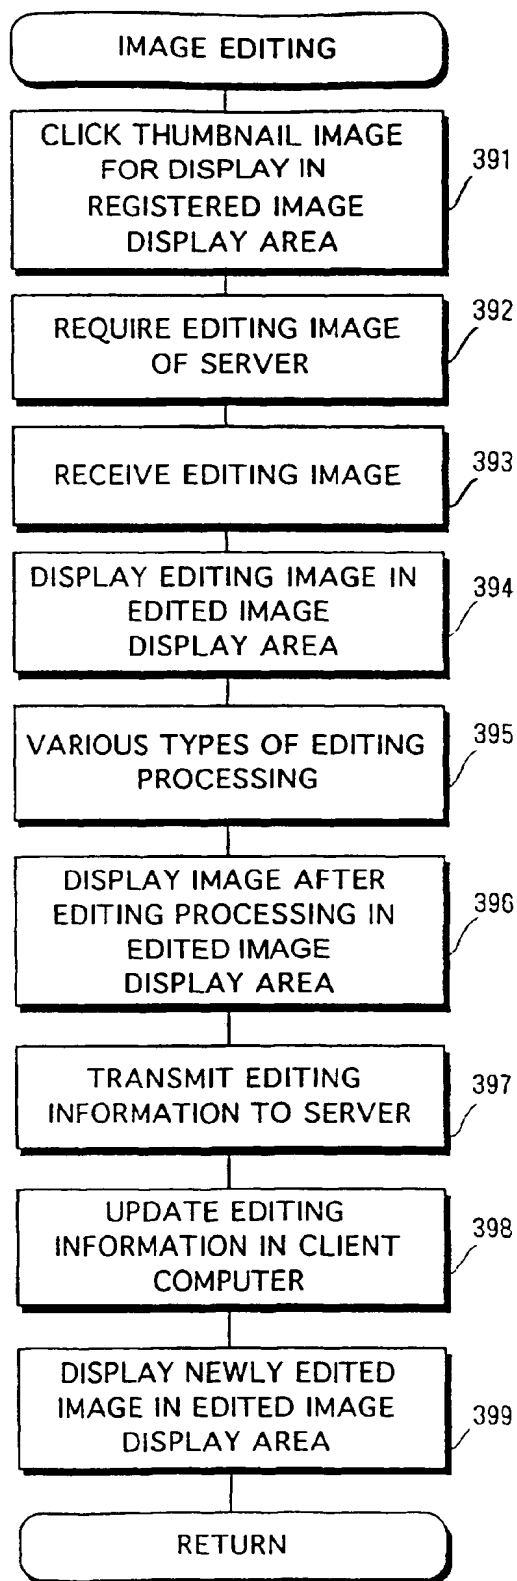 IMAGE EDITING
CLICK THUMBNAIL IMAGE
FOR DISPLAY IN
REGISTERED IMAGE
DISPLAY AREA
391
REQUIRE EDITING IMAGE
OF SERVER
392
RECEIVE EDITING IMAGE
393
DISPLAY EDITING IMAGE IN
EDITED IMAGE
DISPLAY AREA
394
VARIOUS TYPES OF EDITING
PROCESSING
395
DISPLAY IMAGE AFTER
EDITING PROCESSING IN
EDITED IMAGE
DISPLAY AREA
396
TRANSMIT EDITING
INFORMATION TO SERVER
397
UPDATE EDITING
INFORMATION IN CLIENT
COMPUTER
398
DISPLAY NEWLY EDITED
IMAGE IN EDITED IMAGE
DISPLAY AREA
399
RETURN